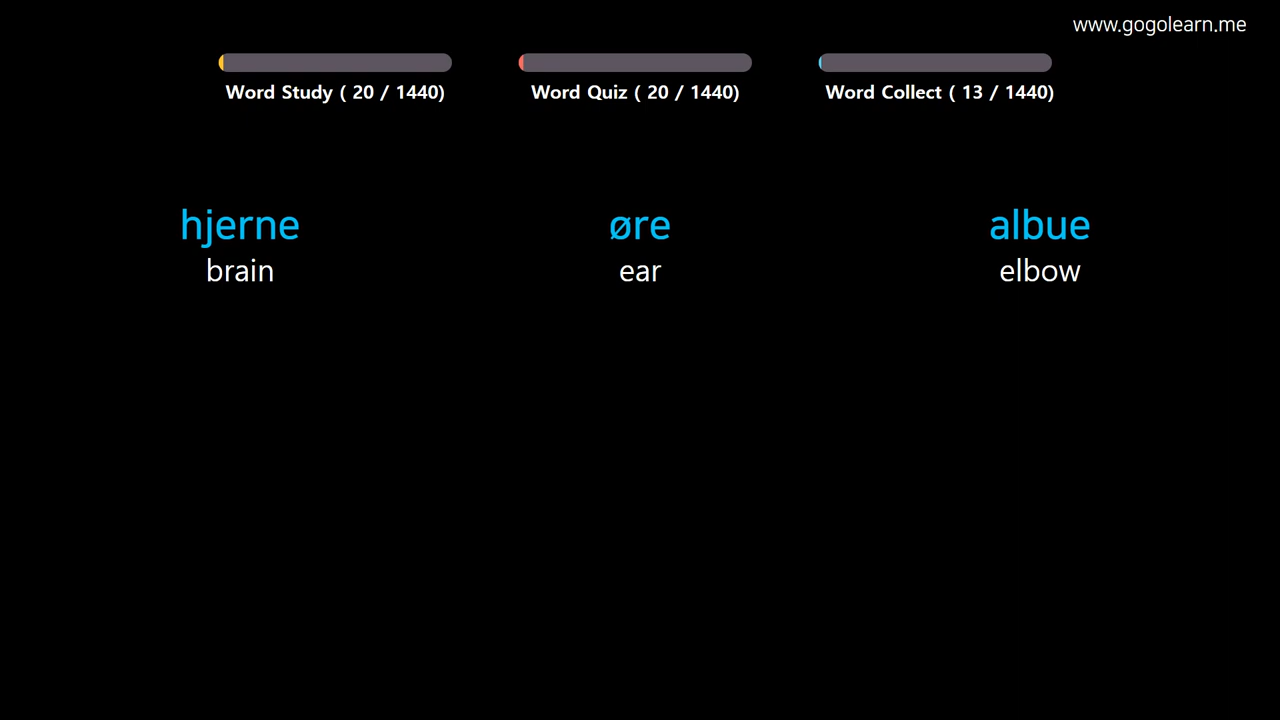 www.gogolearn.me
Word Study ( 20 / 1440)
Word Quiz ( 20 / 1440)
Word Collect ( 13 / 1440)
hjerne
brain
øre
ear
albue
elbow